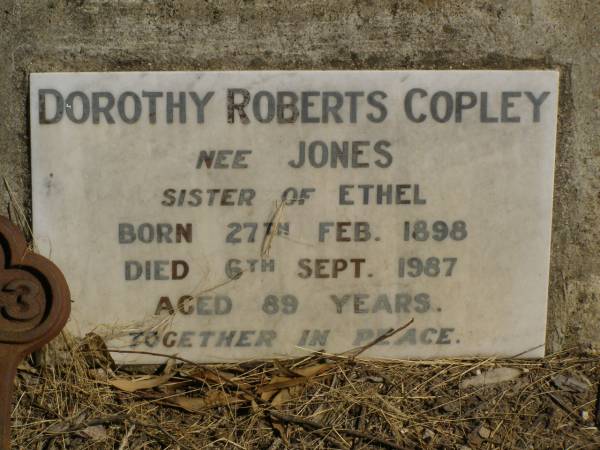 DOROTHY ROBERTS COPLEY
NEE JONES
SISTER OF ETHEL
BORN 27TH FEB. 1898
DIED 6TH SEPT. 1987
AGED 89 YEARS.
TOGETHER IN PEACE.
3